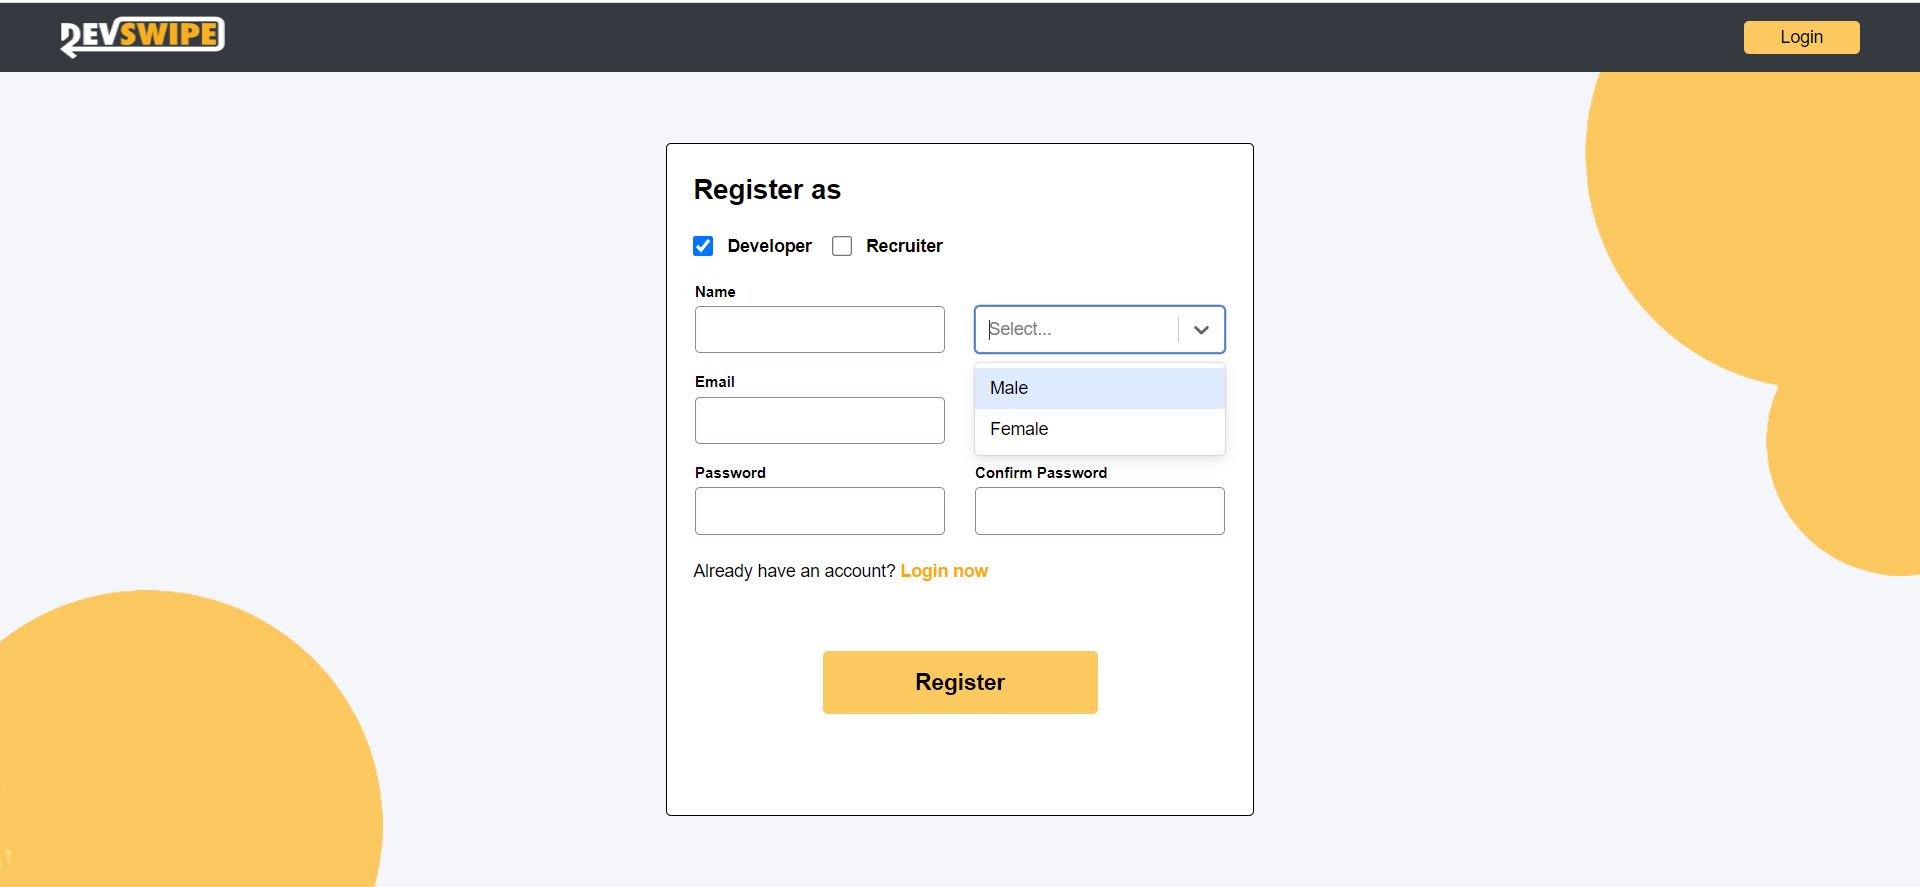 DEVSWIPE
Login
Register as
Developer Recruiter
Name
Select...
Male
Female
Email
Password Confirm Password
Already have an account? Login now
Register